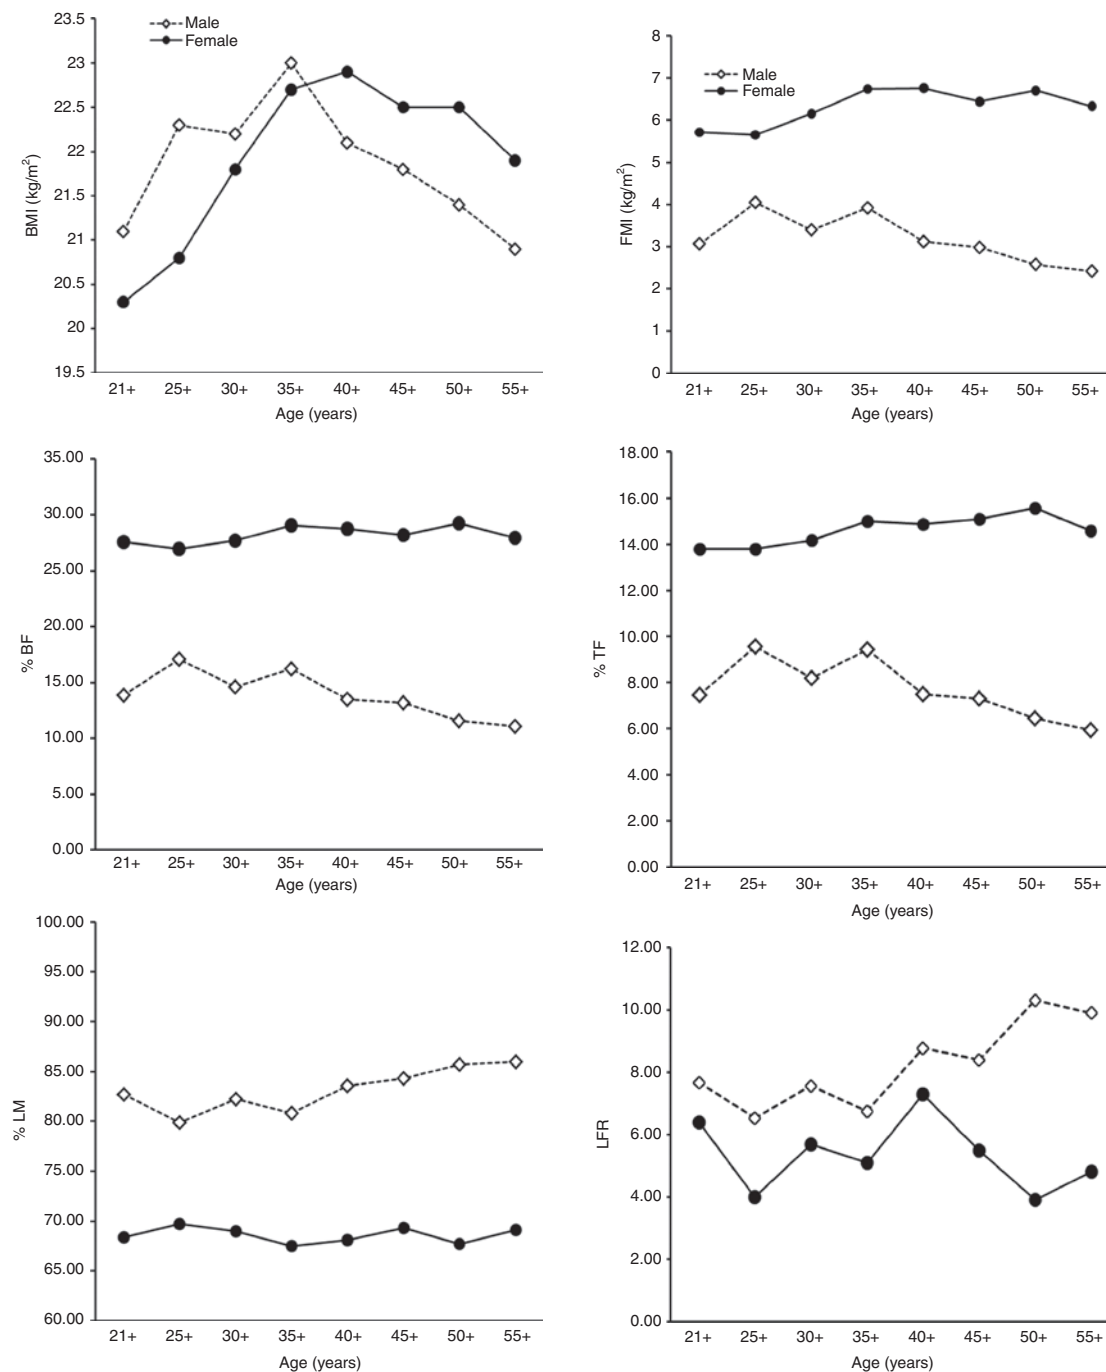 23.5
23
22.5
22
21.5
21
20.5
20
19.5
BMI (kg/m²)
Male
Female
21+ 25+ 30+ 35+ 40+ 45+ 50+ 55+
Age (years)
8
7
6
5
4
3
2
1
0
FMI (kg/m²)
Male
Female
21+ 25+ 30+ 35+ 40+ 45+ 50+ 55+
Age (years)
35.00
30.00
25.00
20.00
15.00
10.00
5.00
0.00
% BF
21+ 25+ 30+ 35+ 40+ 45+ 50+ 55+
Age (years)
18.00
16.00
14.00
12.00
10.00
8.00
6.00
4.00
2.00
0.00
% TF
21+ 25+ 30+ 35+ 40+ 45+ 50+ 55+
Age (years)
100.00
95.00
90.00
85.00
80.00
75.00
70.00
65.00
60.00
% LM
21+ 25+ 30+ 35+ 40+ 45+ 50+ 55+
Age (years)
12.00
10.00
8.00
6.00
4.00
2.00
0.00
LFR
21+ 25+ 30+ 35+ 40+ 45+ 50+ 55+
Age (years)